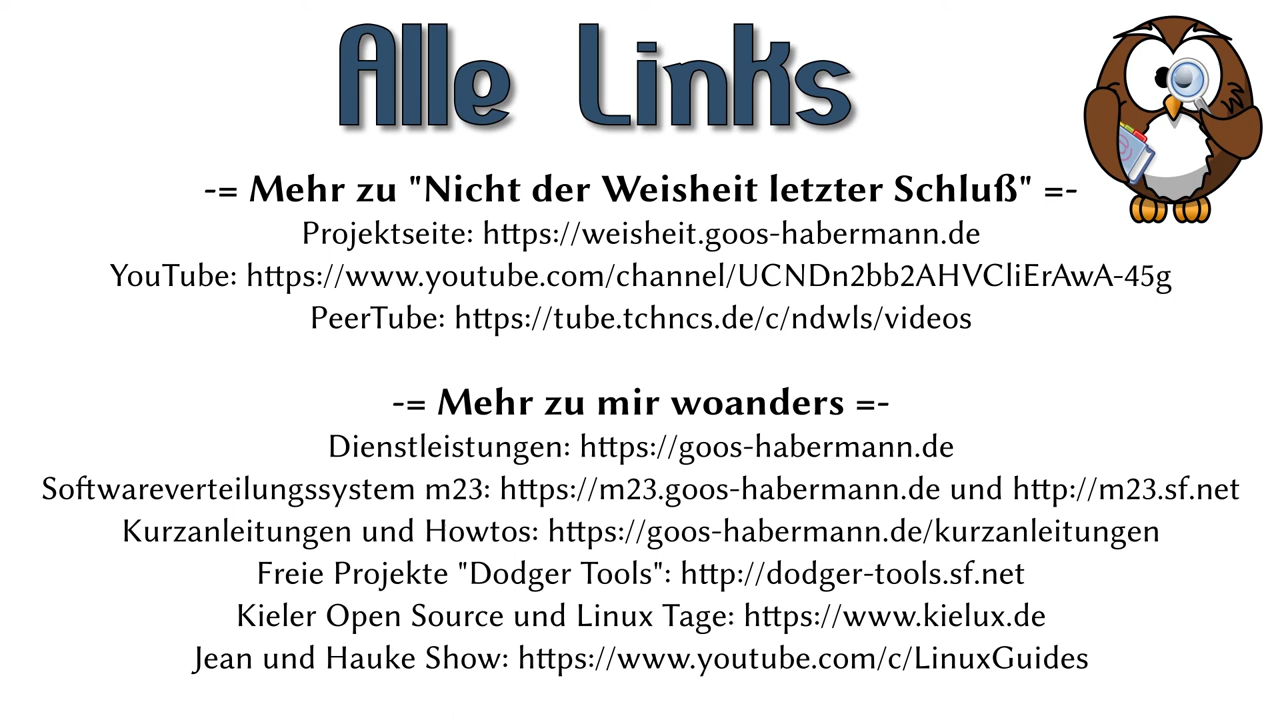 Alle Links
-= Mehr zu "Nicht der Weisheit letzter Schluß" =-
Projektseite: https://weisheit.goos-habermann.de
YouTube: https://www.youtube.com/channel/UCNDn2bb2AHVCliErAwA-45g
PeerTube: https://tube.tchncs.de/c/ndwls/videos
-= Mehr zu mir woanders =-
Dienstleistungen: https://goos-habermann.de
Softwareverteilungssystem m23: https://m23.goos-habermann.de und http://m23.sf.net
Kurzanleitungen und Howtos: https://goos-habermann.de/kurzanleitungen
Freie Projekte "Dodger Tools": http://dodger-tools.sf.net
Kieler Open Source und Linux Tage: https://www.kielux.de
Jean und Hauke Show: https://www.youtube.com/c/LinuxGuides